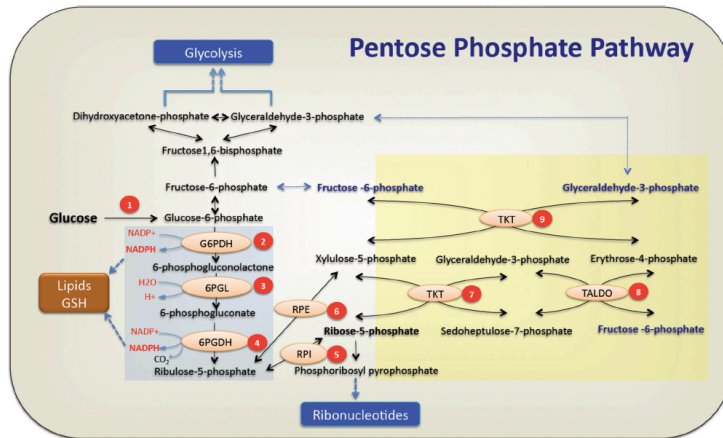 Pentose Phosphate Pathway
Glycolysis
Dihydroxyacetone-phosphate
Glyceraldehyde-3-phosphate
Fructose1,6-bisphosphate
Fructose-6-phosphate
Fructose -6-phosphate
Glyceraldehyde-3-phosphate
1
TKT
9
Glucose
Glucose-6-phosphate
NADP+
G6PDH
2
NADPH
Xylulose-5-phosphate
Glyceraldehyde-3-phosphate
Erythrose-4-phosphate
6-phosphogluconolactone
Lipids
GSH
H2O
6PGL
3
H+
TKT
7
TALDO
8
6-phosphogluconate
RPE
6
NADP+
Ribose-5-phosphate
Sedoheptulose-7-phosphate
Fructose -6-phosphate
NADPH
6PGDH
4
CO2
RPI
5
Ribulose-5-phosphate
Phosphoribosyl pyrophosphate
Ribonucleotides